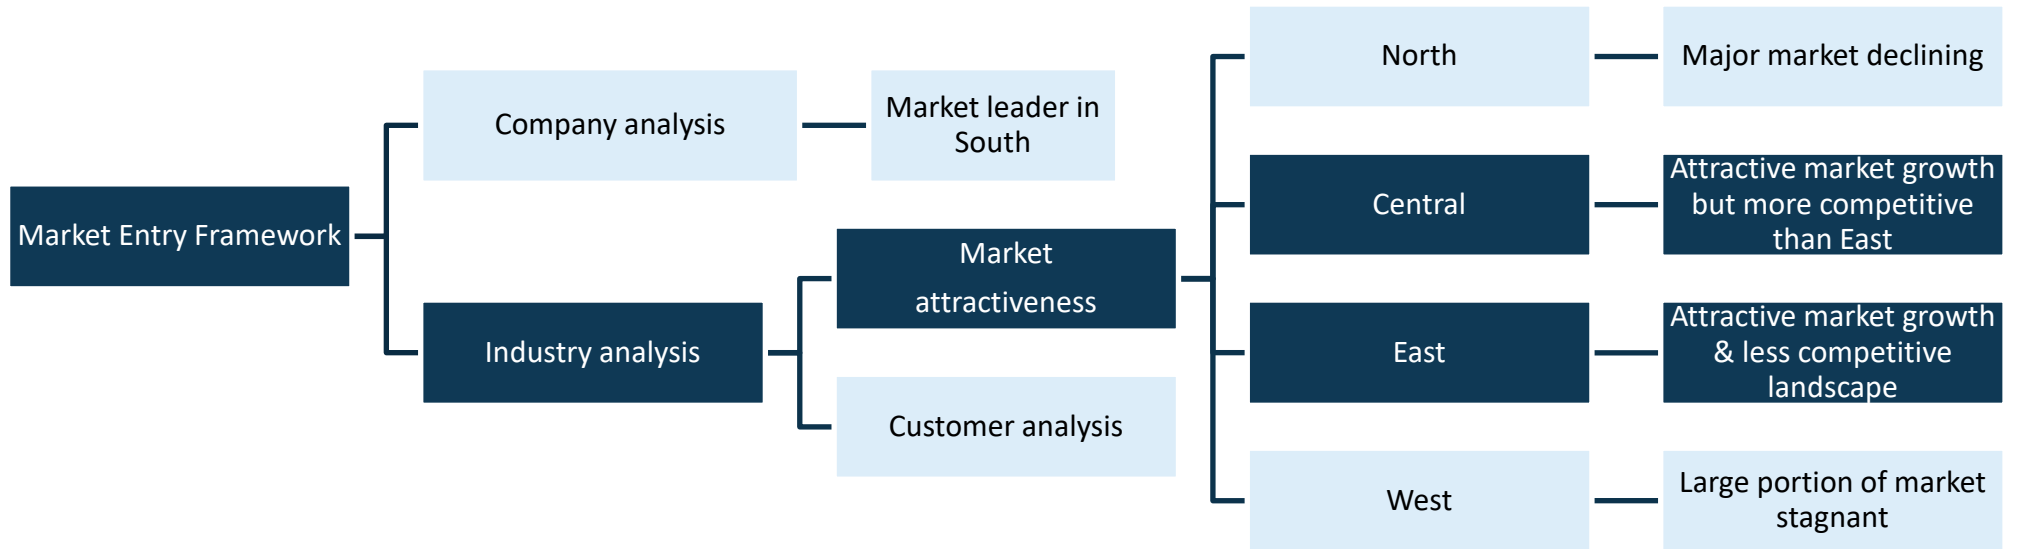 Market Entry Framework
Company analysis
Market leader in
South
Industry analysis
Market
attractiveness
Customer analysis
North
Major market declining
Central
Attractive market growth
but more competitive
than East
East
Attractive market growth
& less competitive
landscape
West
Large portion of market
stagnant